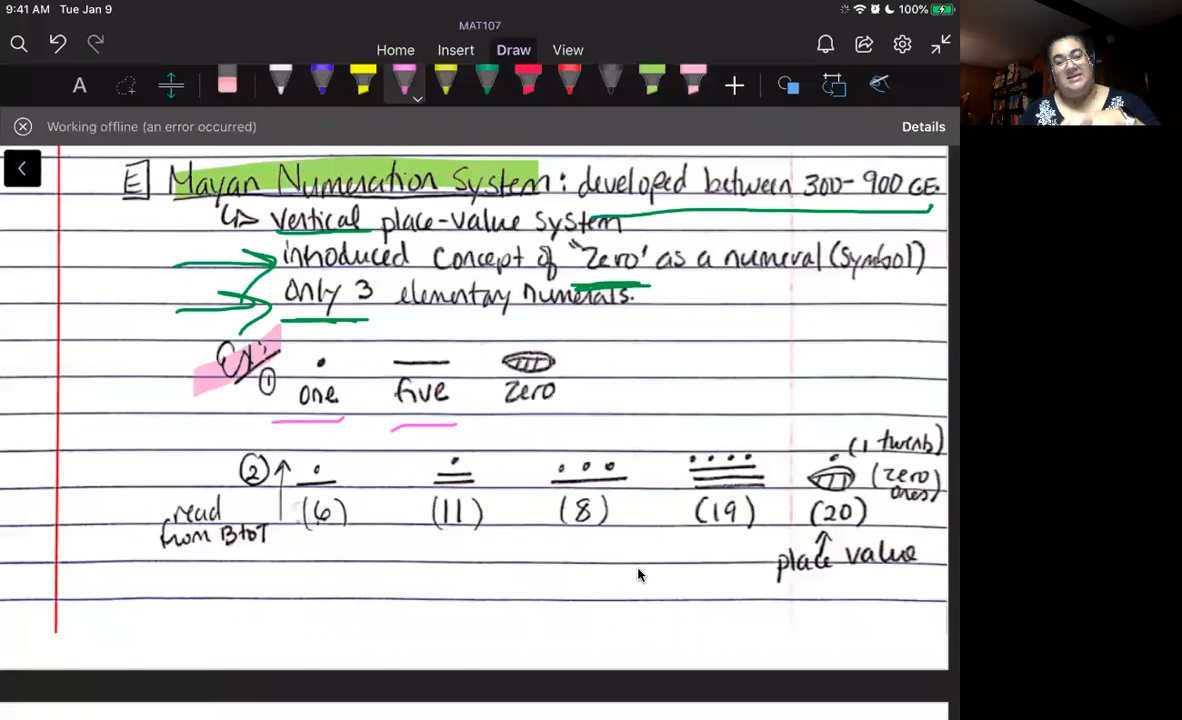 9:41 AM Tue Jan 9
100%
MAT107
Home Insert Draw View
Working offline (an error occurred)
Details
E Mayan Numeration System: developed between 300-900 CE.
↳ vertical place-value system
introduced concept of "Zero" as a numeral (symbol)
only 3 elementary numerals.
Ex:
① one five zero
② (1 twenty)
(zero ones)
read from BtoT
(6) (11) (8) (19) (20)
place value